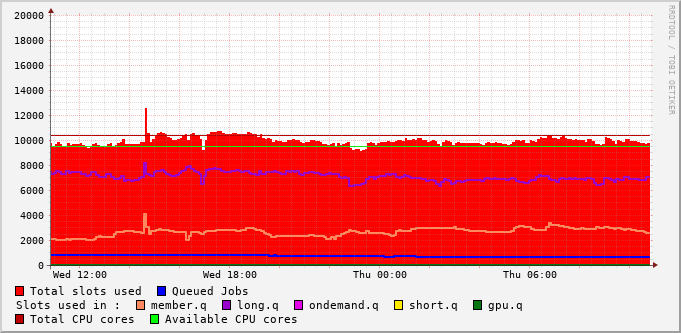 RRDTOOL / TOBI OETIKER
20000
18000
16000
14000
12000
10000
8000
6000
4000
2000
0
Wed 12:00 Wed 18:00 Thu 00:00 Thu 06:00
Total slots used Queued Jobs
Slots used in : member.q long.q ondemand.q short.q gpu.q
Total CPU cores Available CPU cores